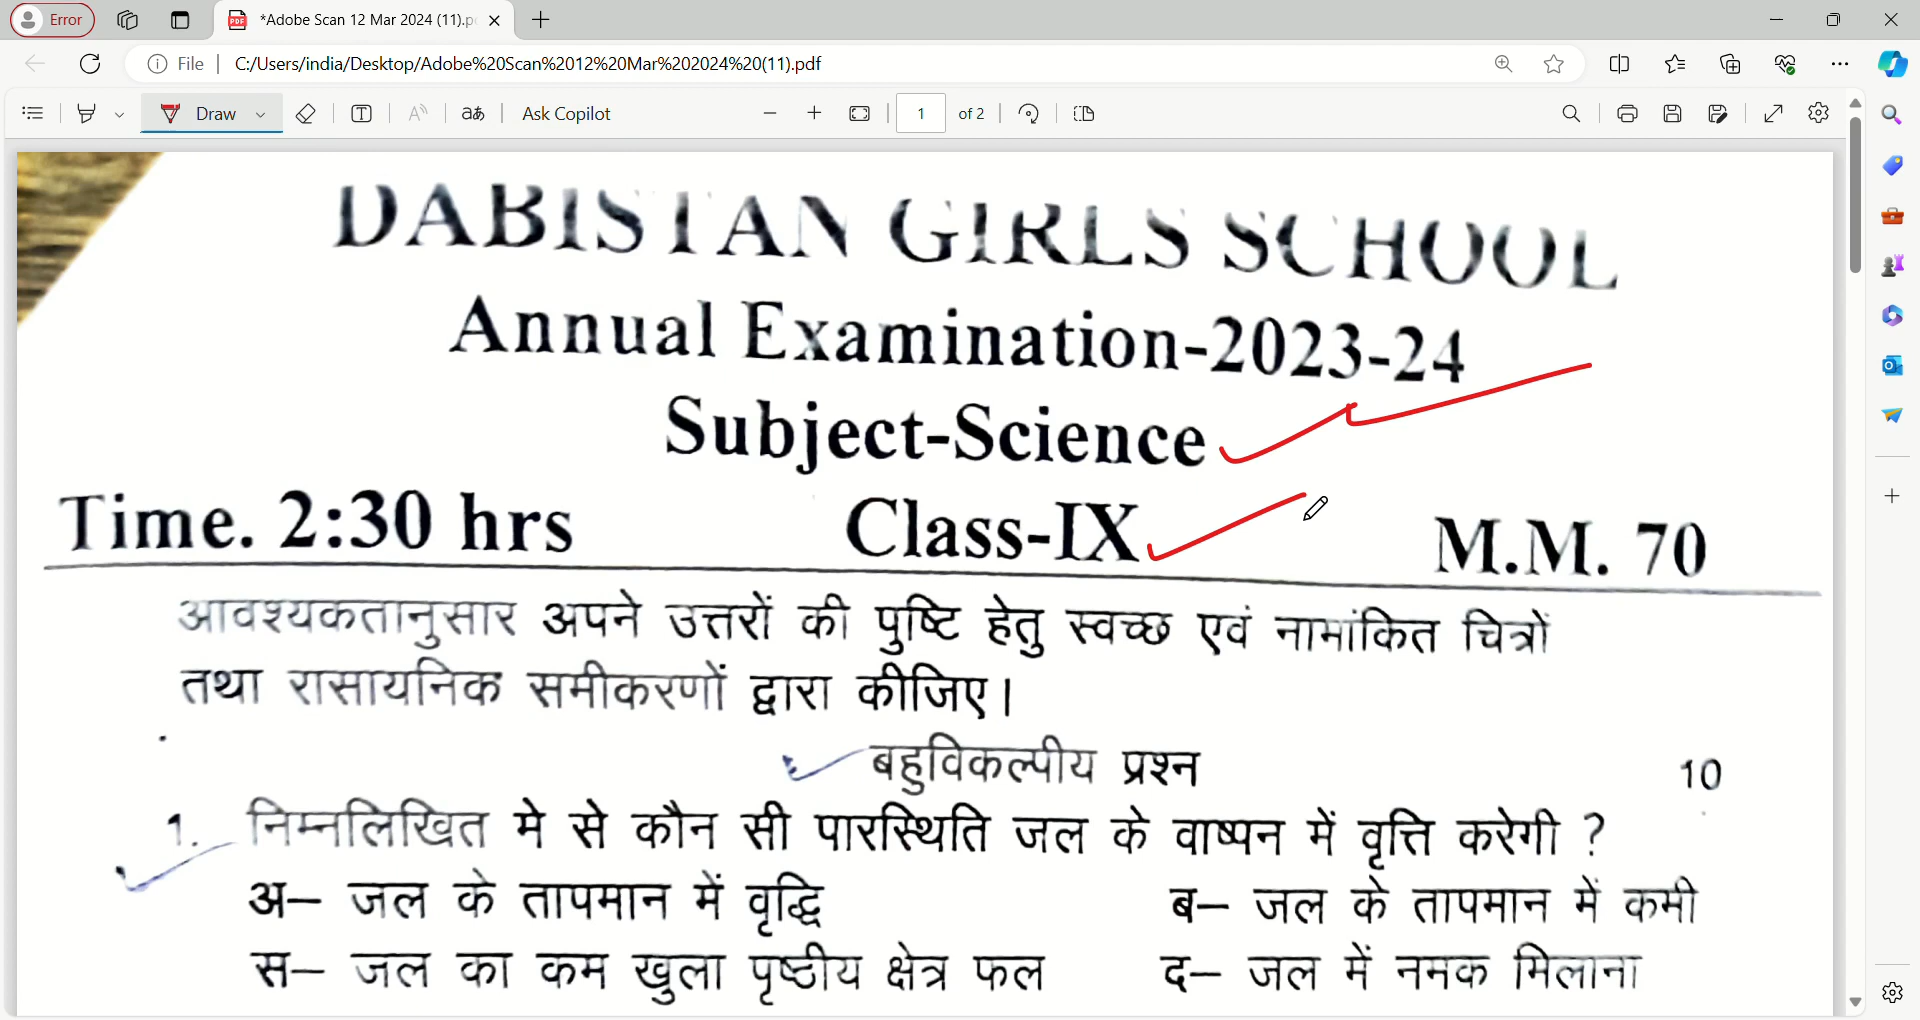 Error
*Adobe Scan 12 Mar 2024 (11).p
File
C:/Users/india/Desktop/Adobe%20Scan%2012%20Mar%202024%20(11).pdf
Draw
Ask Copilot
1 of 2
DABISTAN GIRLS SCHOOL
Annual Examination-2023-24
Subject-Science
Time. 2:30 hrs Class-IX M.M. 70
आवश्यकतानुसार अपने उत्तरों की पुष्टि हेतु स्वच्छ एवं नामांकित चित्रों
तथा रासायनिक समीकरणों द्वारा कीजिए।
बहुविकल्पीय प्रश्न 10
1. निम्नलिखित मे से कौन सी पारस्थिति जल के वाष्पन में वृत्ति करेगी ?
अ– जल के तापमान में वृद्धि ब– जल के तापमान में कमी
स– जल का कम खुला पृष्ठीय क्षेत्र फल द– जल में नमक मिलाना